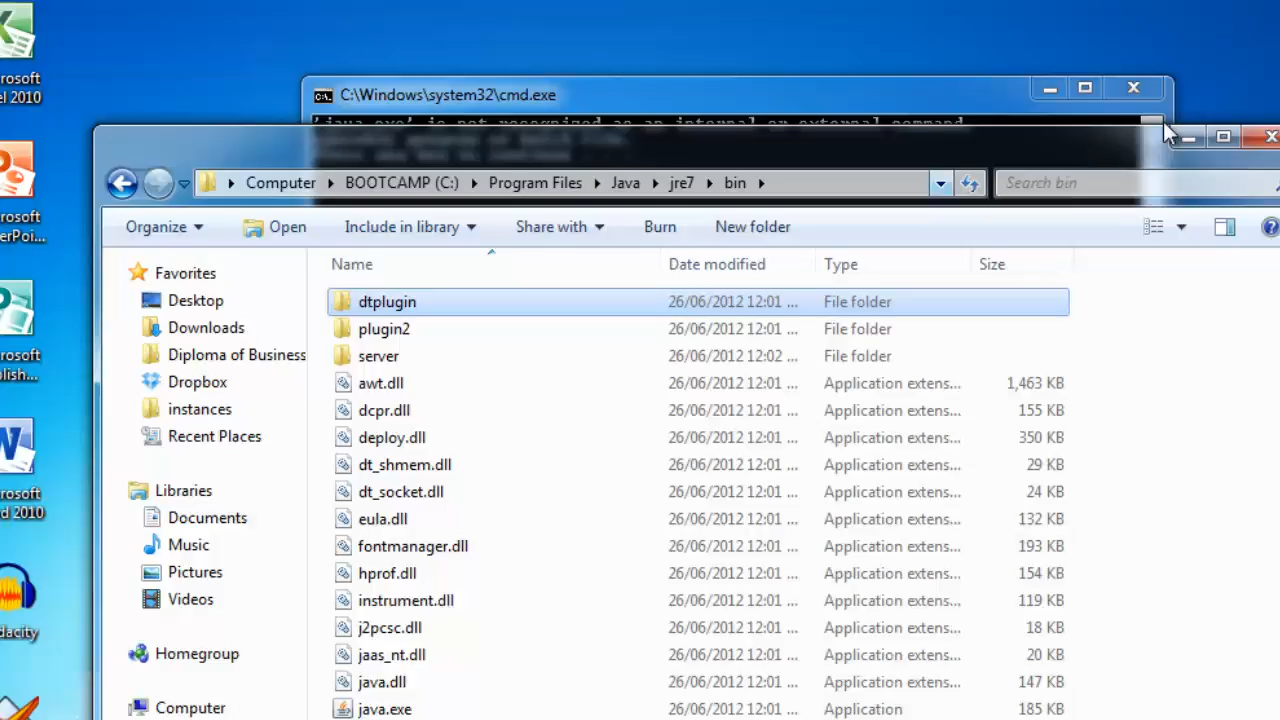 rosoft
el 2010
rosoft
erPoi...
rosoft
olish...
rosoft
d 2010
dacity
C:\Windows\system32\cmd.exe
'java.exe' is not recognized as an internal or external command,
Computer BOOTCAMP (C:) Program Files Java jre7 bin
Search bin
Organize Open Include in library Share with Burn New folder
Name Date modified Type Size
Favorites
Desktop
Downloads
Diploma of Business
Dropbox
instances
Recent Places
Libraries
Documents
Music
Pictures
Videos
Homegroup
Computer
dtplugin 26/06/2012 12:01 ... File folder
plugin2 26/06/2012 12:01 ... File folder
server 26/06/2012 12:02 ... File folder
awt.dll 26/06/2012 12:01 ... Application extens... 1,463 KB
dcpr.dll 26/06/2012 12:01 ... Application extens... 155 KB
deploy.dll 26/06/2012 12:01 ... Application extens... 350 KB
dt_shmem.dll 26/06/2012 12:01 ... Application extens... 29 KB
dt_socket.dll 26/06/2012 12:01 ... Application extens... 24 KB
eula.dll 26/06/2012 12:01 ... Application extens... 132 KB
fontmanager.dll 26/06/2012 12:01 ... Application extens... 193 KB
hprof.dll 26/06/2012 12:01 ... Application extens... 154 KB
instrument.dll 26/06/2012 12:01 ... Application extens... 119 KB
j2pcsc.dll 26/06/2012 12:01 ... Application extens... 18 KB
jaas_nt.dll 26/06/2012 12:01 ... Application extens... 20 KB
java.dll 26/06/2012 12:01 ... Application extens... 147 KB
java.exe 26/06/2012 12:01 ... Application 185 KB